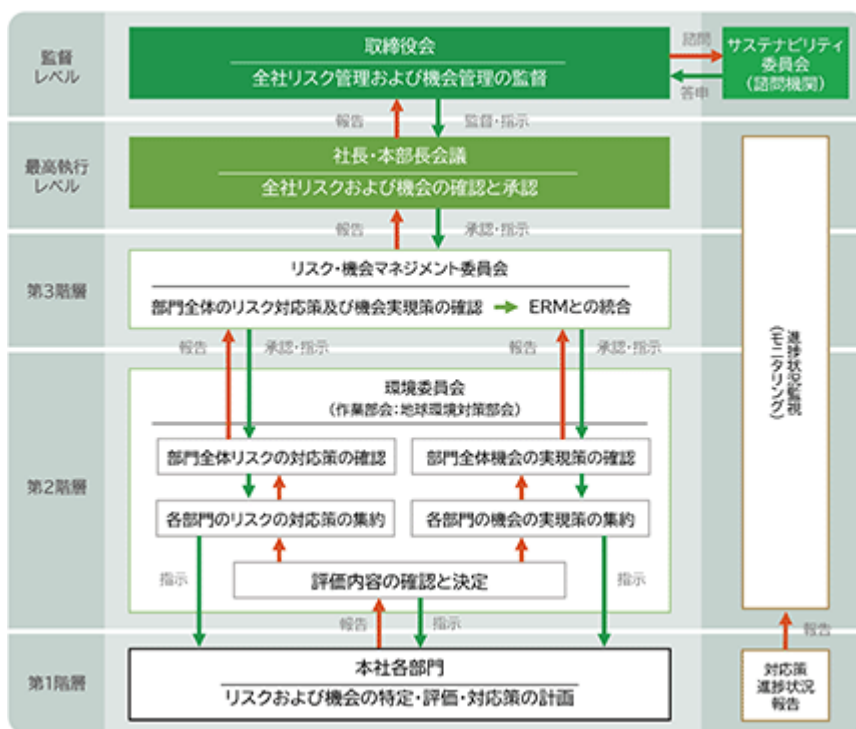 監督
レベル
取締役会
全社リスク管理および機会管理の監督
諮問
答申
サステナビリティ
委員会
(諮問機関)
報告
監督・指示
最高執行
レベル
社長・本部長会議
全社リスクおよび機会の確認と承認
報告
承認・指示
第3階層
リスク・機会マネジメント委員会
部門全体のリスク対応策及び機会実現策の確認
ERMとの統合
報告
承認・指示
報告
承認・指示
進捗状況監視
(モニタリング)
第2階層
環境委員会
(作業部会:地球環境対策部会)
部門全体リスクの対応策の確認
部門全体機会の実現策の確認
各部門のリスクの対応策の集約
各部門の機会の実現策の集約
指示
評価内容の確認と決定
指示
報告
指示
報告
第1階層
本社各部門
リスクおよび機会の特定・評価・対応策の計画
対応策
進捗状況
報告